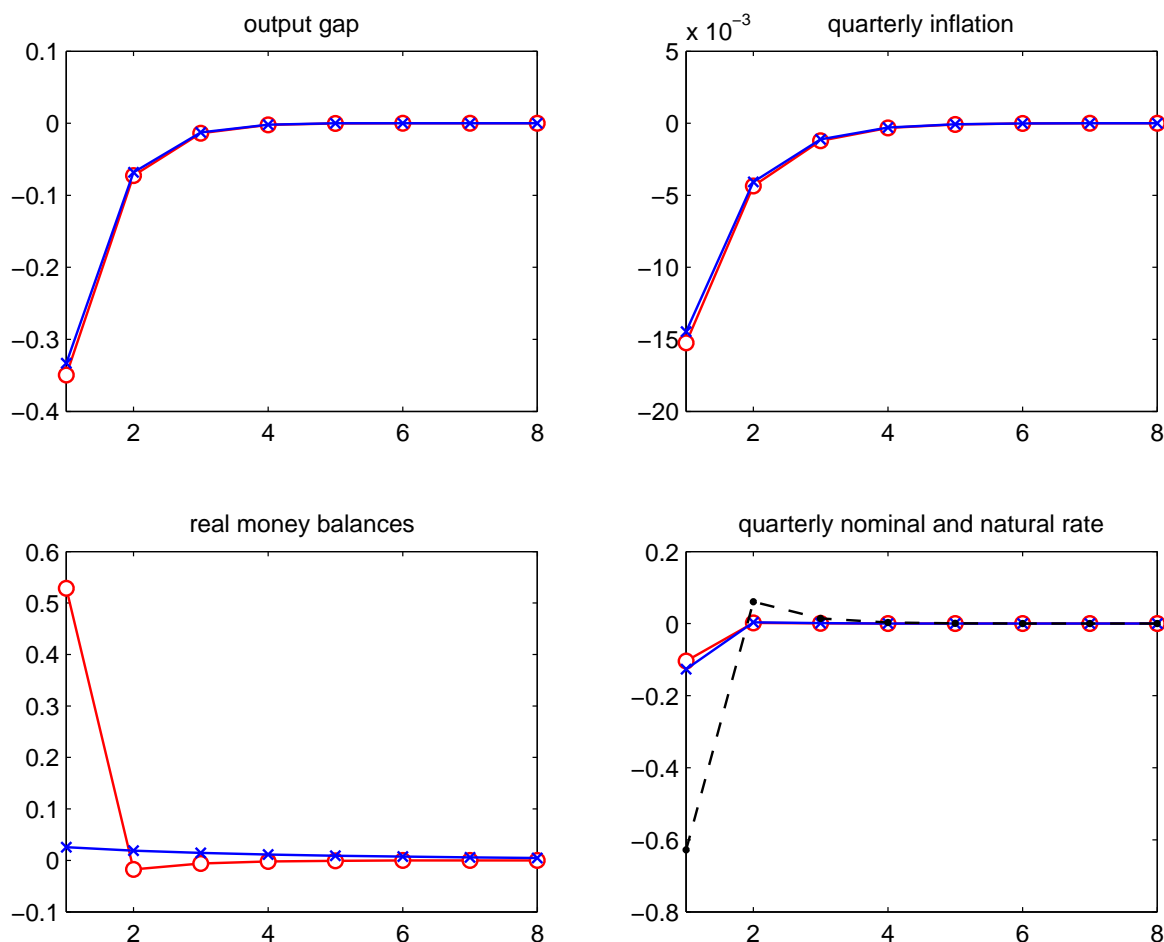 output gap
0.1
0
−0.1
−0.2
−0.3
−0.4
2 4 6 8
quarterly inflation
x 10−3
5
0
−5
−10
−15
−20
2 4 6 8
real money balances
0.6
0.5
0.4
0.3
0.2
0.1
0
−0.1
2 4 6 8
quarterly nominal and natural rate
0.2
0
−0.2
−0.4
−0.6
−0.8
2 4 6 8